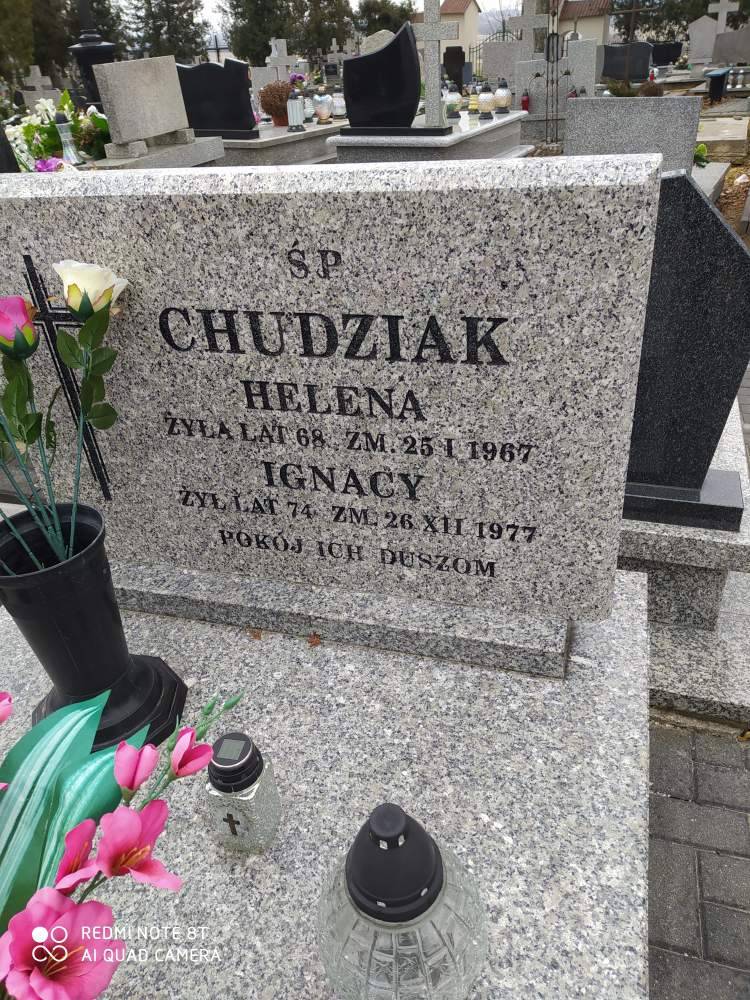 ŚP
CHUDZIAK
HELENA
ŻYŁA LAT 68 ZM. 25 I 1967
IGNACY
ŻYŁ LAT 74 ZM. 26 XII 1977
POKÓJ ICH DUSZOM
REDMI NOTE 8T
AI QUAD CAMERA